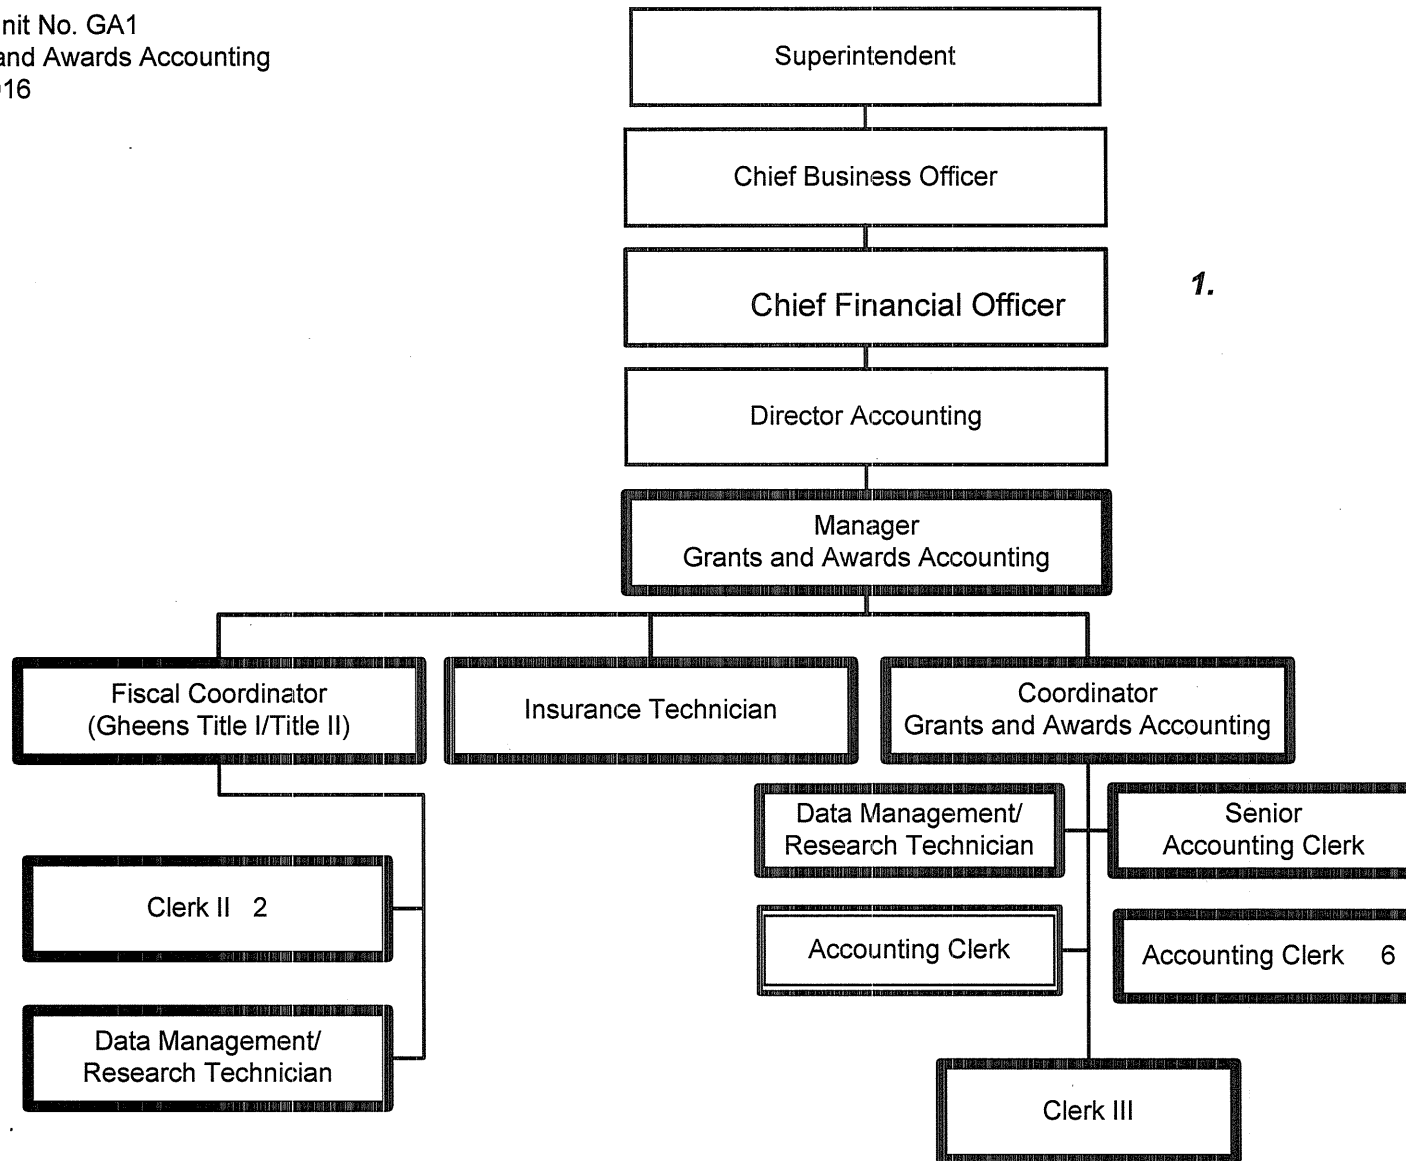 nit No. GA1
and Awards Accounting
16
Superintendent
Chief Business Officer
Chief Financial Officer
1.
Director Accounting
Manager
Grants and Awards Accounting
Fiscal Coordinator
(Gheens Title I/Title II)
Insurance Technician
Coordinator
Grants and Awards Accounting
Data Management/
Research Technician
Senior
Accounting Clerk
Clerk II 2
Accounting Clerk
Accounting Clerk 6
Data Management/
Research Technician
Clerk III